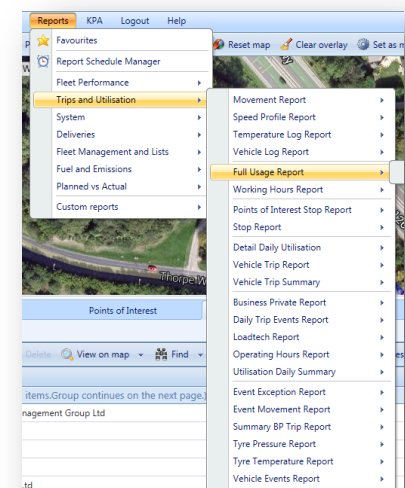 Reports KPA Logout Help
Favourites
Report Schedule Manager
Fleet Performance
Trips and Utilisation
System
Deliveries
Fleet Management and Lists
Fuel and Emissions
Planned vs Actual
Custom reports
Reset map Clear overlay Set as
Movement Report
Speed Profile Report
Temperature Log Report
Vehicle Log Report
Full Usage Report
Working Hours Report
Points of Interest Stop Report
Stop Report
Detail Daily Utilisation
Vehicle Trip Report
Vehicle Trip Summary
Business Private Report
Daily Trip Events Report
Loadtech Report
Operating Hours Report
Utilisation Daily Summary
Event Exception Report
Event Movement Report
Summary BP Trip Report
Tyre Pressure Report
Tyre Temperature Report
Vehicle Events Report
Thorpe W
Points of Interest
Delete View on map Find
items.Group continues on the next page.)
nagement Group Ltd
.td